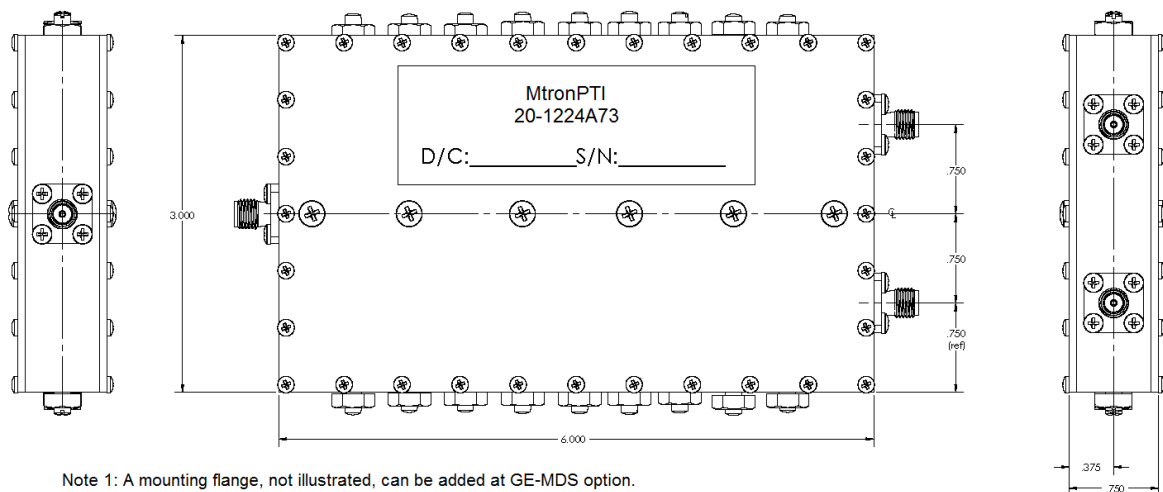 MtronPTI
20-1224A73
D/C:_________S/N:_________
3.000
.750
℄
.750
.750
(ref)
6.000
.375
.750
Note 1: A mounting flange, not illustrated, can be added at GE-MDS option.